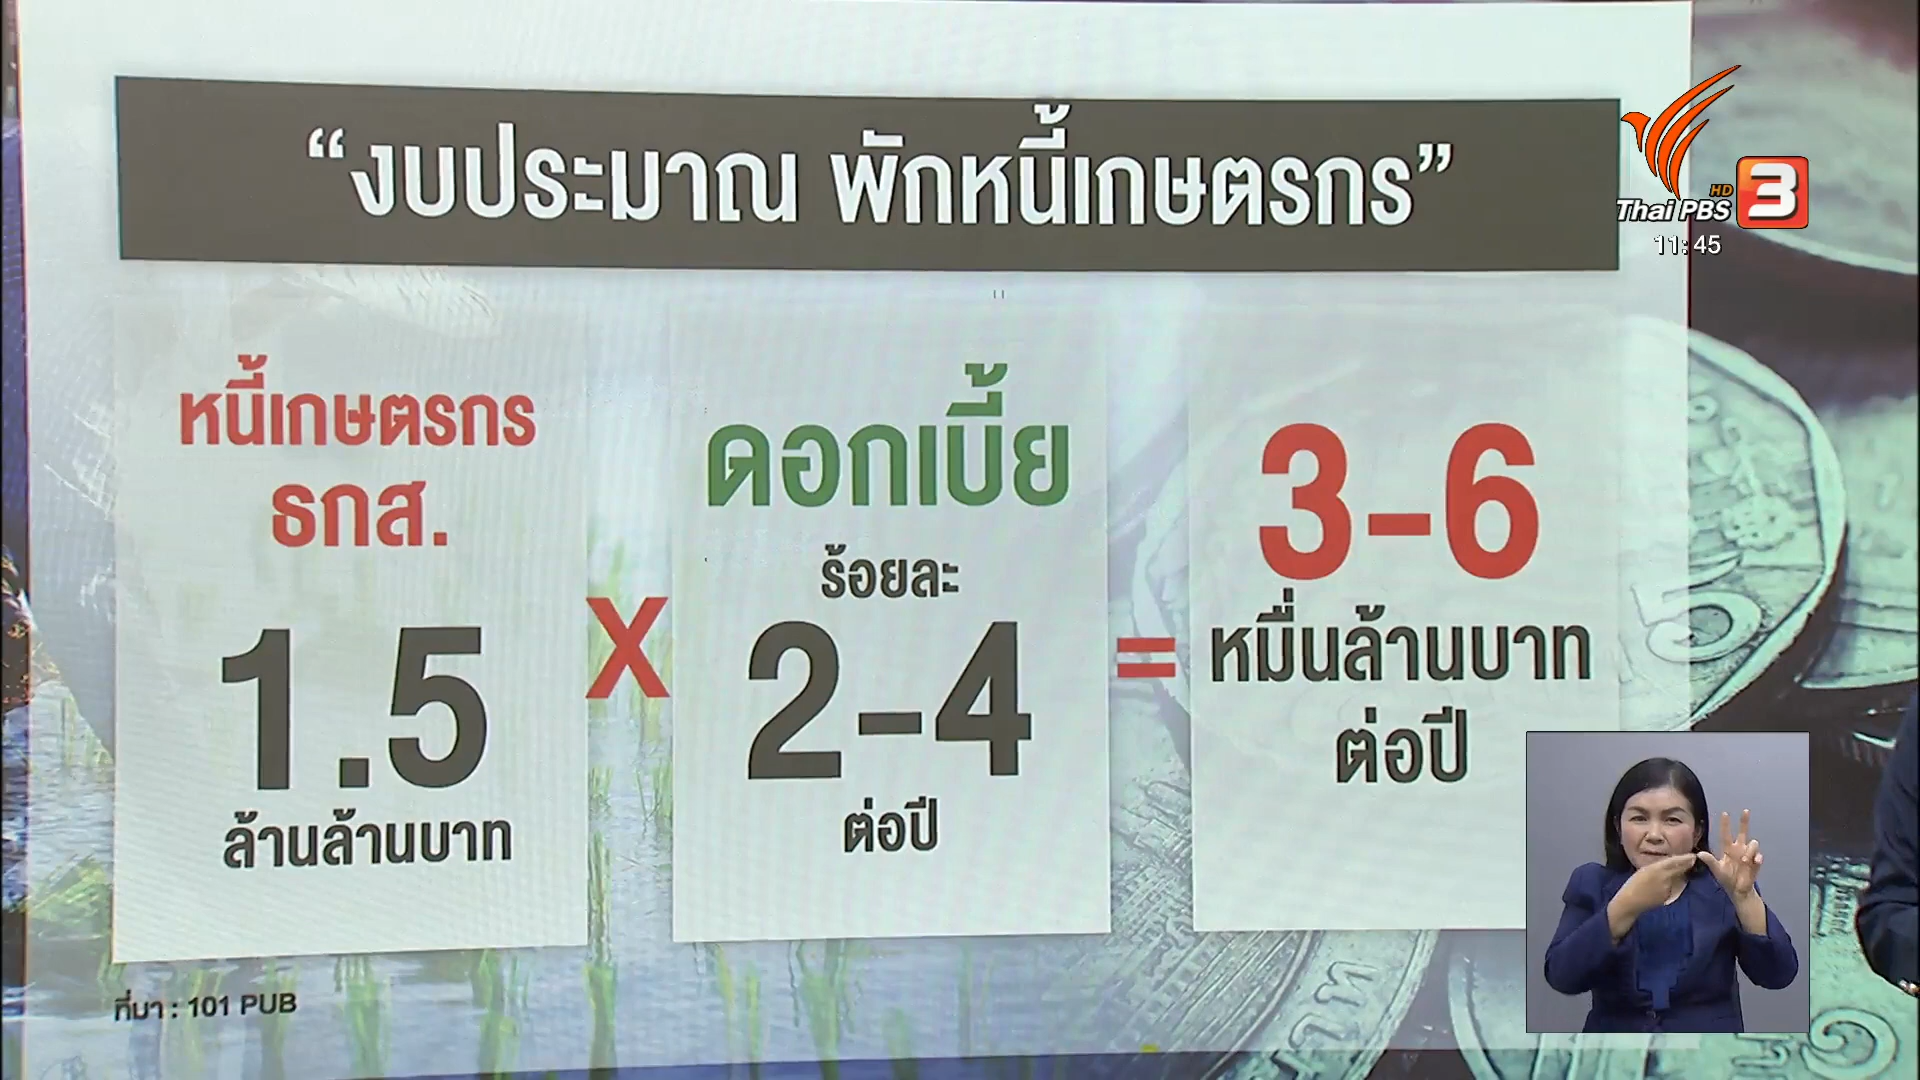 “งบประมาณ พักหนี้เกษตรกร”
HD
Thai PBS 3
11:45
หนี้เกษตรกร
ธกส.
1.5
ล้านล้านบาท
X
ดอกเบี้ย
ร้อยละ
2-4
ต่อปี
=
3-6
หมื่นล้านบาท
ต่อปี
ที่มา : 101 PUB
บาท
5